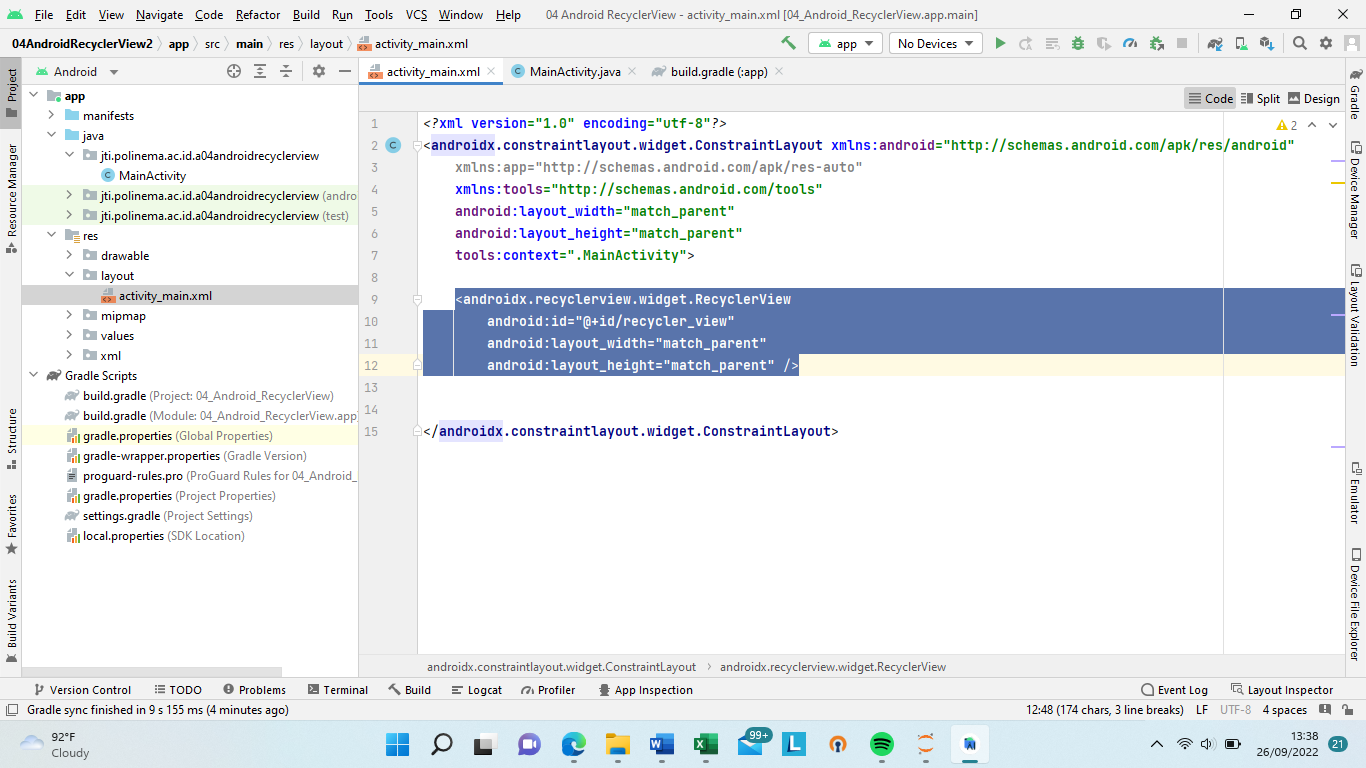 File Edit View Navigate Code Refactor Build Run Tools VCS Window Help 04 Android RecyclerView - activity_main.xml [04_Android_RecyclerView.app.main]
04AndroidRecyclerView2 app src main res layout activity_main.xml app No Devices
Project
Resource Manager
Structure
Favorites
Build Variants
Android
app
manifests
java
jti.polinema.ac.id.a04androidrecyclerview
MainActivity
jti.polinema.ac.id.a04androidrecyclerview (andro
jti.polinema.ac.id.a04androidrecyclerview (test)
res
drawable
layout
activity_main.xml
mipmap
values
xml
Gradle Scripts
build.gradle (Project: 04_Android_RecyclerView)
build.gradle (Module: 04_Android_RecyclerView.app
gradle.properties (Global Properties)
gradle-wrapper.properties (Gradle Version)
proguard-rules.pro (ProGuard Rules for 04_Android_
gradle.properties (Project Properties)
settings.gradle (Project Settings)
local.properties (SDK Location)
activity_main.xml MainActivity.java build.gradle (:app)
Code Split Design
2
1 <?xml version="1.0" encoding="utf-8"?>
2 <androidx.constraintlayout.widget.ConstraintLayout xmlns:android="http://schemas.android.com/apk/res/android"
3 xmlns:app="http://schemas.android.com/apk/res-auto"
4 xmlns:tools="http://schemas.android.com/tools"
5 android:layout_width="match_parent"
6 android:layout_height="match_parent"
7 tools:context=".MainActivity">
8
9 <androidx.recyclerview.widget.RecyclerView
10 android:id="@+id/recycler_view"
11 android:layout_width="match_parent"
12 android:layout_height="match_parent" />
13
14
15 </androidx.constraintlayout.widget.ConstraintLayout>
Gradle
Device Manager
Layout Validation
Emulator
Device File Explorer
androidx.constraintlayout.widget.ConstraintLayout androidx.recyclerview.widget.RecyclerView
Version Control TODO Problems Terminal Build Logcat Profiler App Inspection Event Log Layout Inspector
Gradle sync finished in 9 s 155 ms (4 minutes ago) 12:48 (174 chars, 3 line breaks) LF UTF-8 4 spaces
92°F
Cloudy
99+
13:38
26/09/2022
21